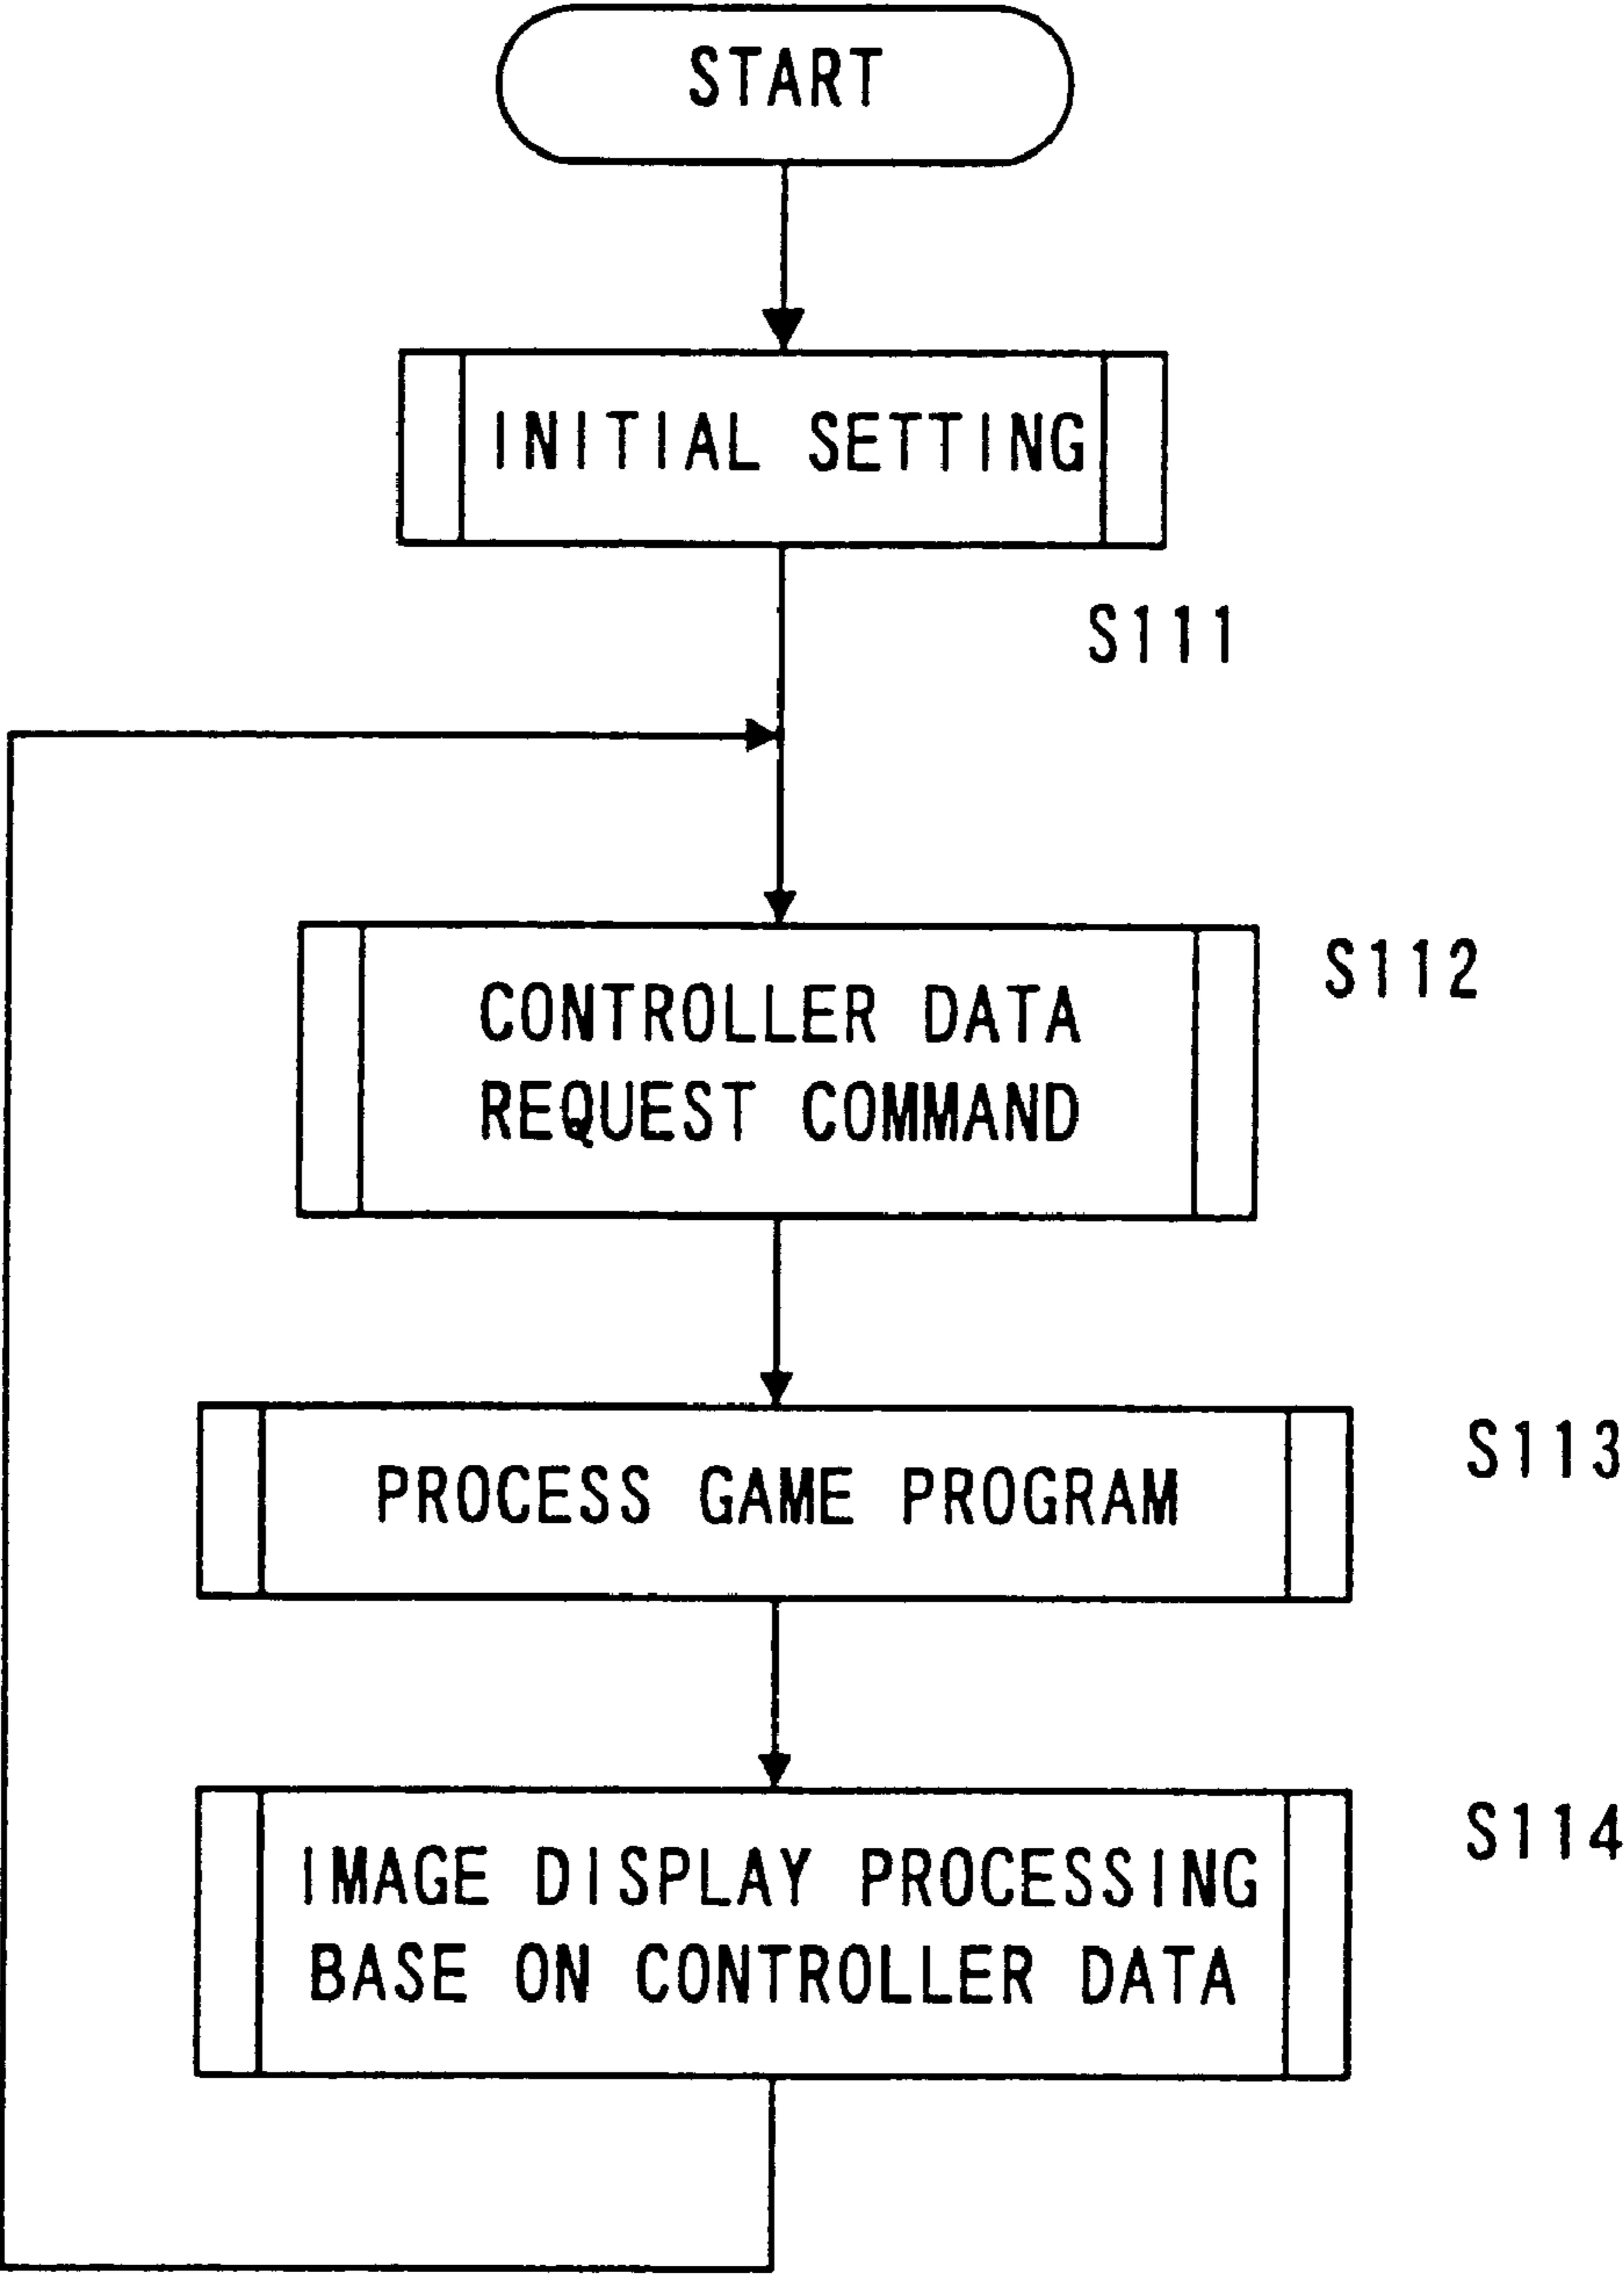 START
INITIAL SETTING
S111
S112
CONTROLLER DATA
REQUEST COMMAND
S113
PROCESS GAME PROGRAM
S114
IMAGE DISPLAY PROCESSING
BASE ON CONTROLLER DATA